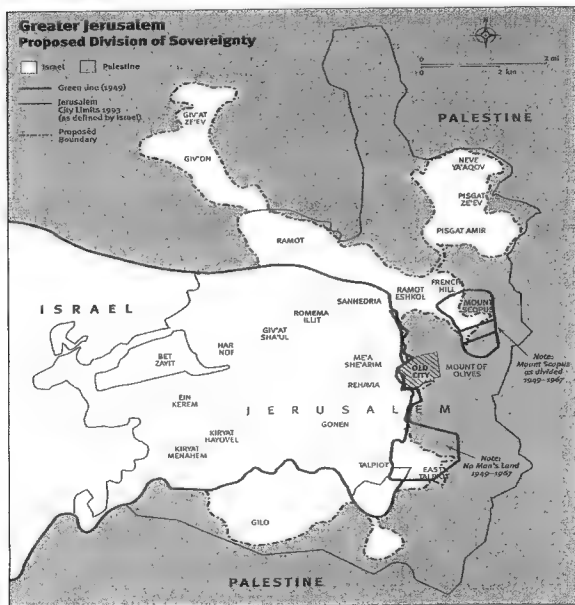 Greater Jerusalem
Proposed Division of Sovereignty
Israel
Palestine
Green Line (1949)
Jerusalem
City Limits 1993
(as defined by Israel)
Proposed
Boundary
N
0
2 mi
0
2 km
PALESTINE
GIV'AT
ZE'EV
GIV'ON
NEVE
YA'AQOV
PISGAT
ZE'EV
PISGAT AMIR
RAMOT
FRENCH
HILL
RAMOT
ESHKOL
MOUNT
SCOPUS
SANHEDRIA
ISRAEL
ROMEMA
ILLIT
GIV'AT
SHA'UL
HAR
NOF
BET
ZAYIT
ME'A
SHE'ARIM
OLD
CITY
MOUNT OF
OLIVES
Note:
Mount Scopus
as divided
1949–1967
REHAVIA
EIN
KEREM
JERUSALEM
GONEN
KIRYAT
HAYOVEL
KIRYAT
MENAHEM
TALPIOT
EAST
TALPIOT
Note:
No Man's Land
1949–1967
GILO
PALESTINE